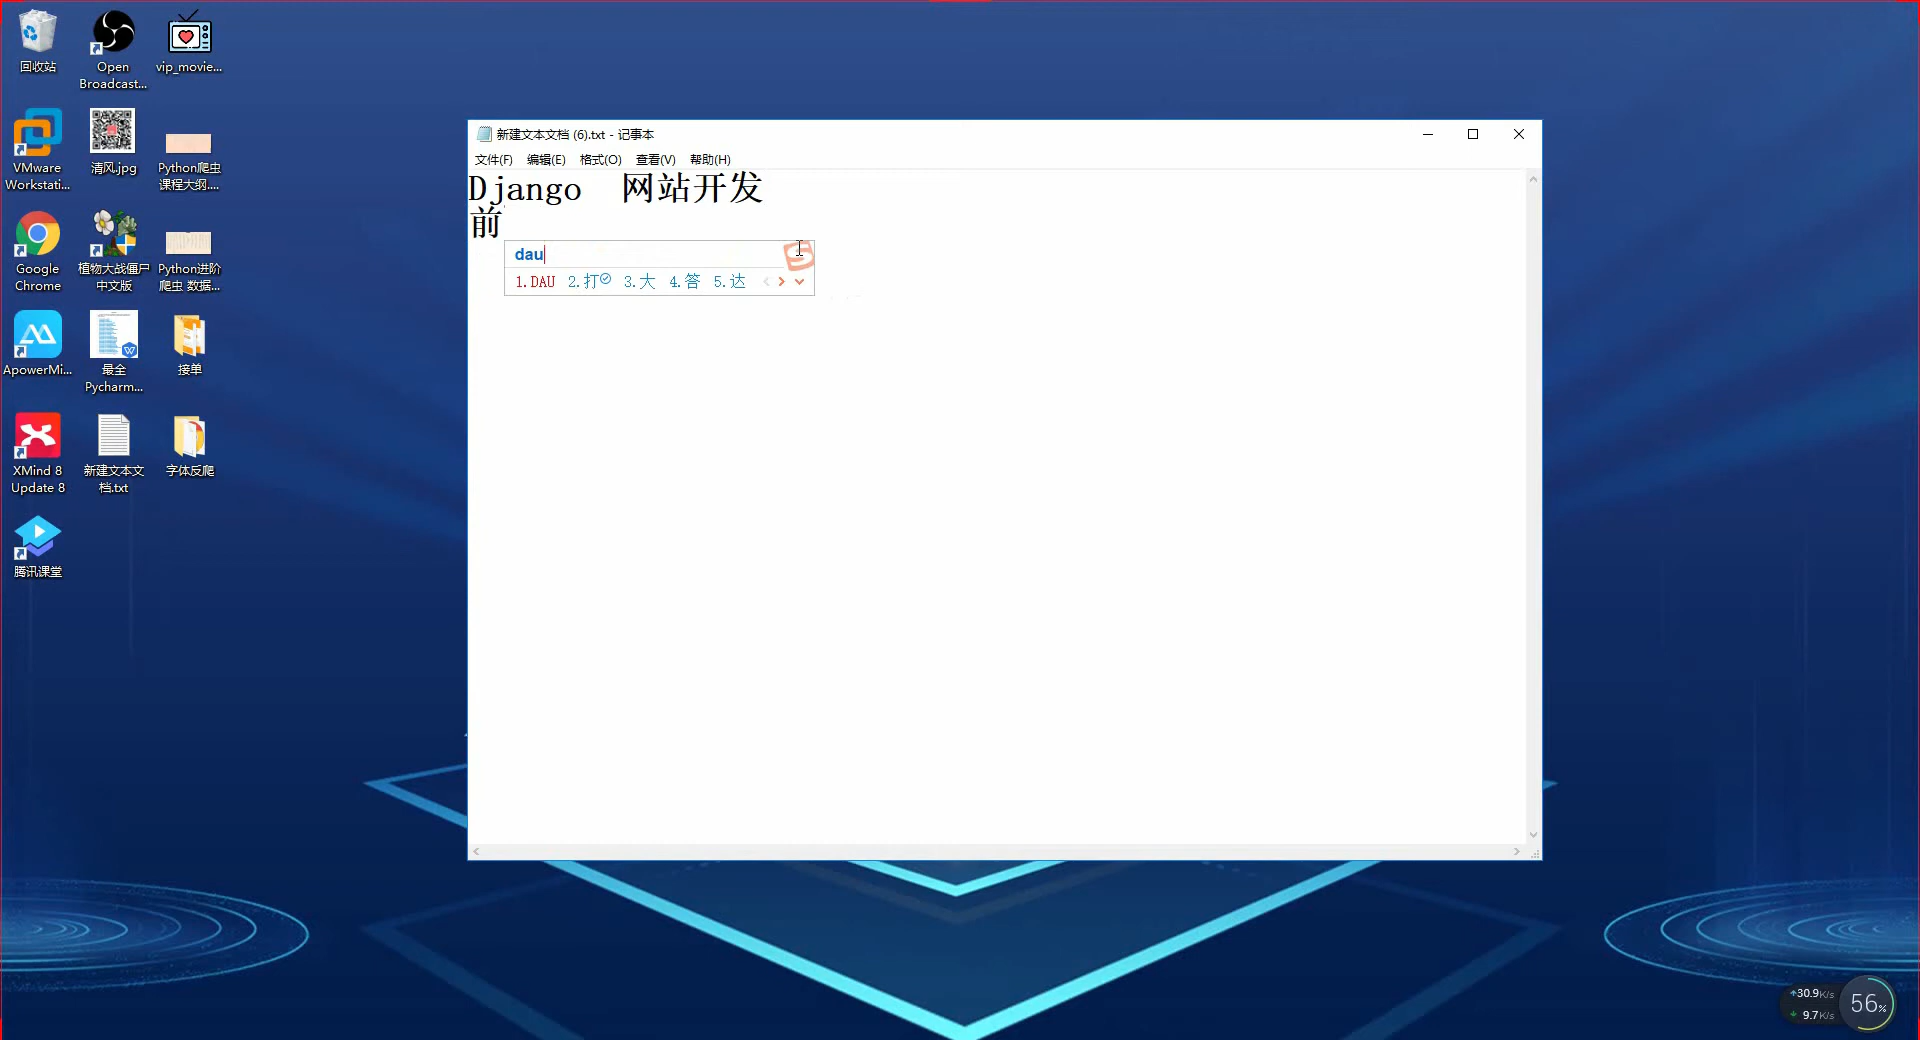 回收站
Open
Broadcast...
vip_movie...
VMware
Workstati...
清风.jpg
Python爬虫
课程大纲....
Google
Chrome
植物大战僵尸
中文版
Python进阶
爬虫 数据...
ApowerMi...
最全
Pycharm...
接单
XMind 8
Update 8
新建文本文
档.txt
字体反爬
腾讯课堂
新建文本文档 (6).txt - 记事本
文件(F) 编辑(E) 格式(O) 查看(V) 帮助(H)
Django 网站开发
前
dau
1.DAU 2.打 3.大 4.答 5.达
30.9K/s
9.7K/s
56%